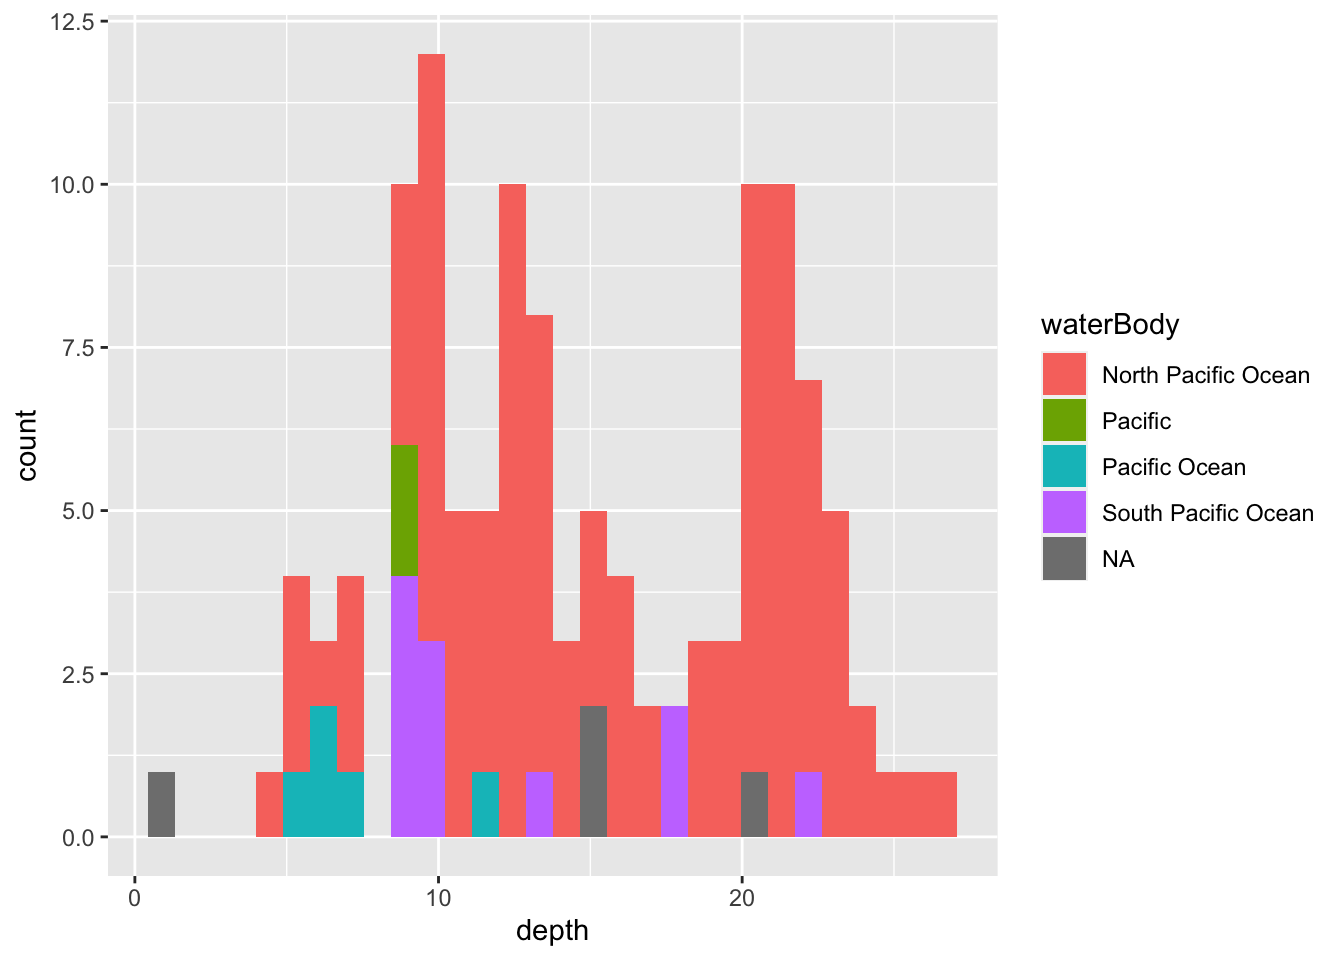 12.5
10.0
7.5
5.0
2.5
0.0
count
0 10 20
depth
waterBody
North Pacific Ocean
Pacific
Pacific Ocean
South Pacific Ocean
NA